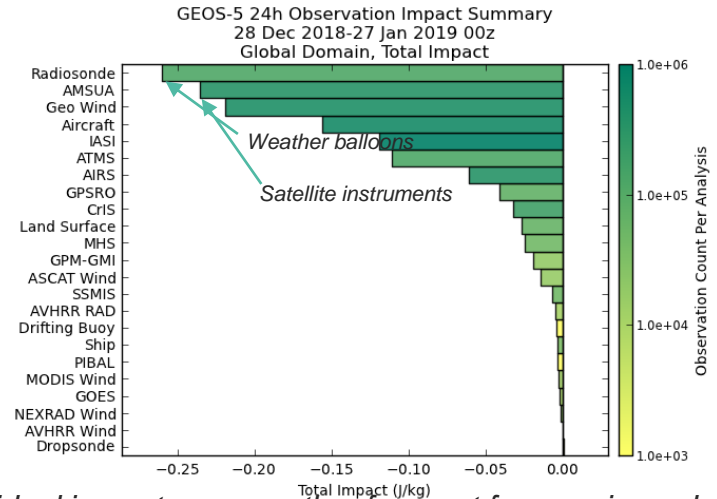 GEOS-5 24h Observation Impact Summary
28 Dec 2018-27 Jan 2019 00z
Global Domain, Total Impact
Radiosonde
AMSUA
Geo Wind
Aircraft
IASI
ATMS
AIRS
GPSRO
CrIS
Land Surface
MHS
GPM-GMI
ASCAT Wind
SSMIS
AVHRR RAD
Drifting Buoy
Ship
PIBAL
MODIS Wind
GOES
NEXRAD Wind
AVHRR Wind
Dropsonde
Weather balloons
Satellite instruments
−0.25 −0.20 −0.15 −0.10 −0.05 0.00
Total Impact (J/kg)
1.0e+06
1.0e+05
1.0e+04
1.0e+03
Observation Count Per Analysis